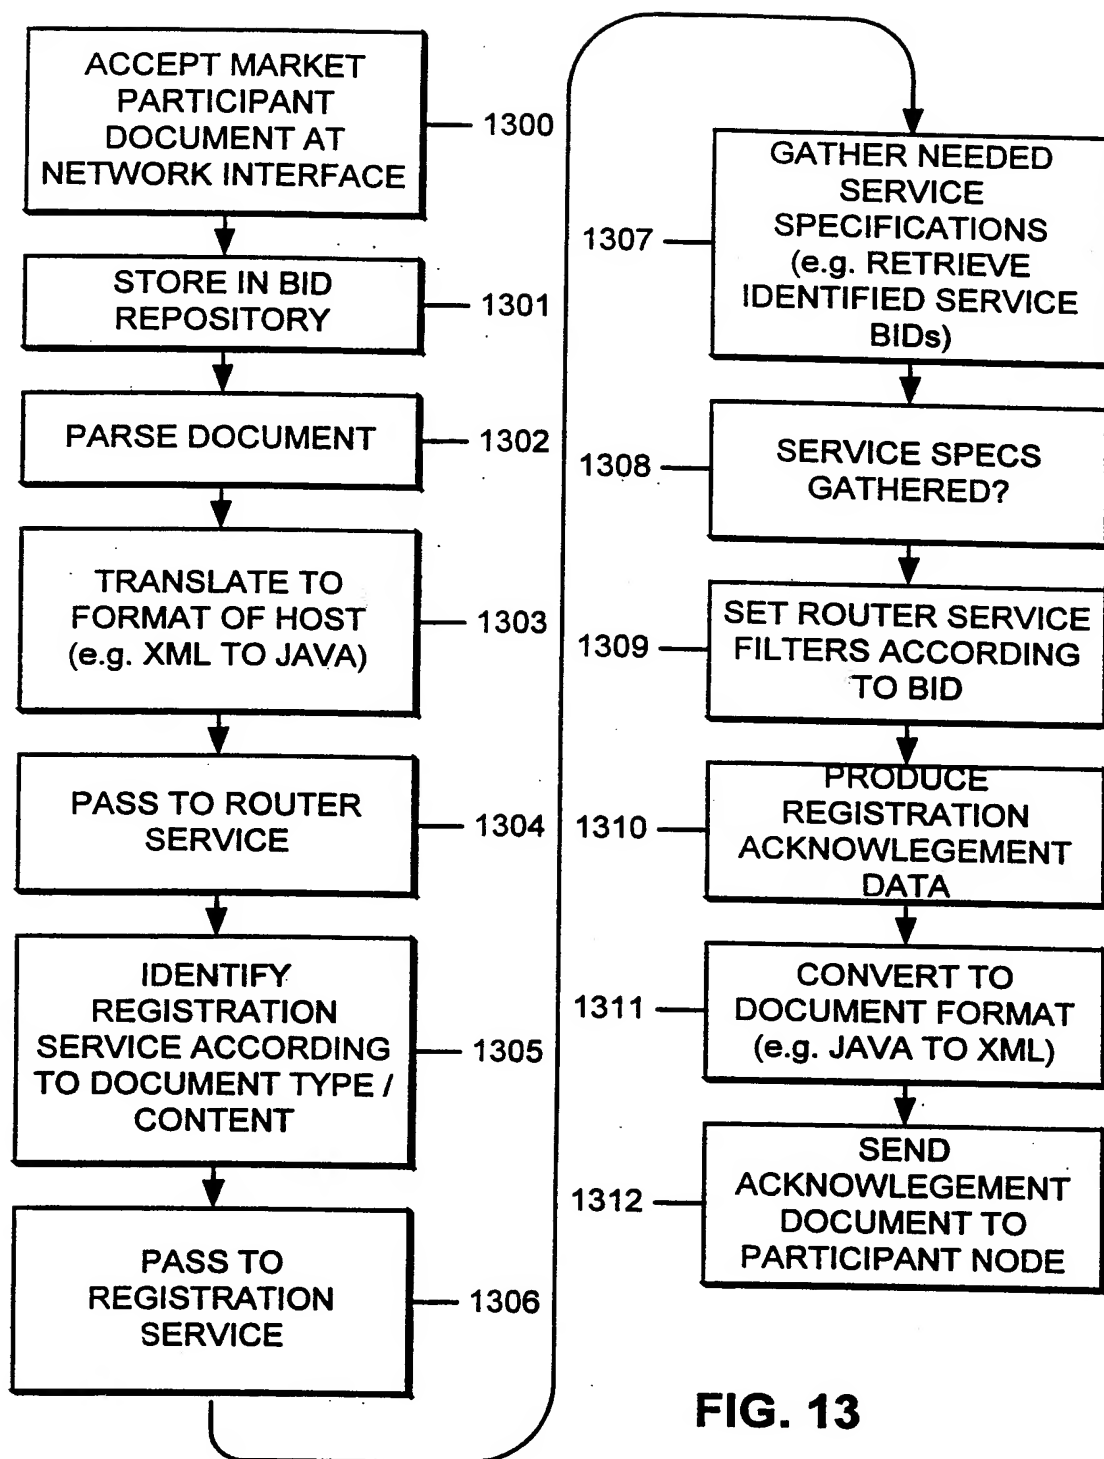 ACCEPT MARKET
PARTICIPANT
DOCUMENT AT
NETWORK INTERFACE
1300
STORE IN BID
REPOSITORY
1301
PARSE DOCUMENT
1302
TRANSLATE TO
FORMAT OF HOST
(e.g. XML TO JAVA)
1303
PASS TO ROUTER
SERVICE
1304
IDENTIFY
REGISTRATION
SERVICE ACCORDING
TO DOCUMENT TYPE /
CONTENT
1305
PASS TO
REGISTRATION
SERVICE
1306
GATHER NEEDED
SERVICE
SPECIFICATIONS
(e.g. RETRIEVE
IDENTIFIED SERVICE
BIDs)
1307
SERVICE SPECS
GATHERED?
1308
SET ROUTER SERVICE
FILTERS ACCORDING
TO BID
1309
PRODUCE
REGISTRATION
ACKNOWLEGEMENT
DATA
1310
CONVERT TO
DOCUMENT FORMAT
(e.g. JAVA TO XML)
1311
SEND
ACKNOWLEGEMENT
DOCUMENT TO
PARTICIPANT NODE
1312
FIG. 13